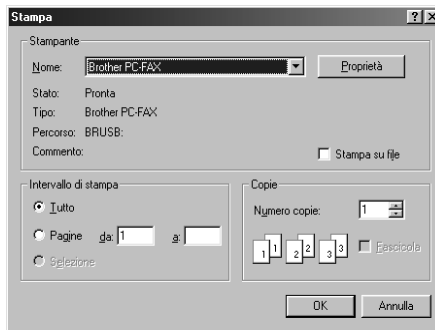 Stampa
Stampante
Nome: Brother PC-FAX Proprietà
Stato: Pronta
Tipo: Brother PC-FAX
Percorso: BRUSB:
Commento: Stampa su file
Intervallo di stampa
Tutto
Pagine da: 1 a:
Selezione
Copie
Numero copie: 1
1 1 2 2 3 3 Fascicola
OK Annulla